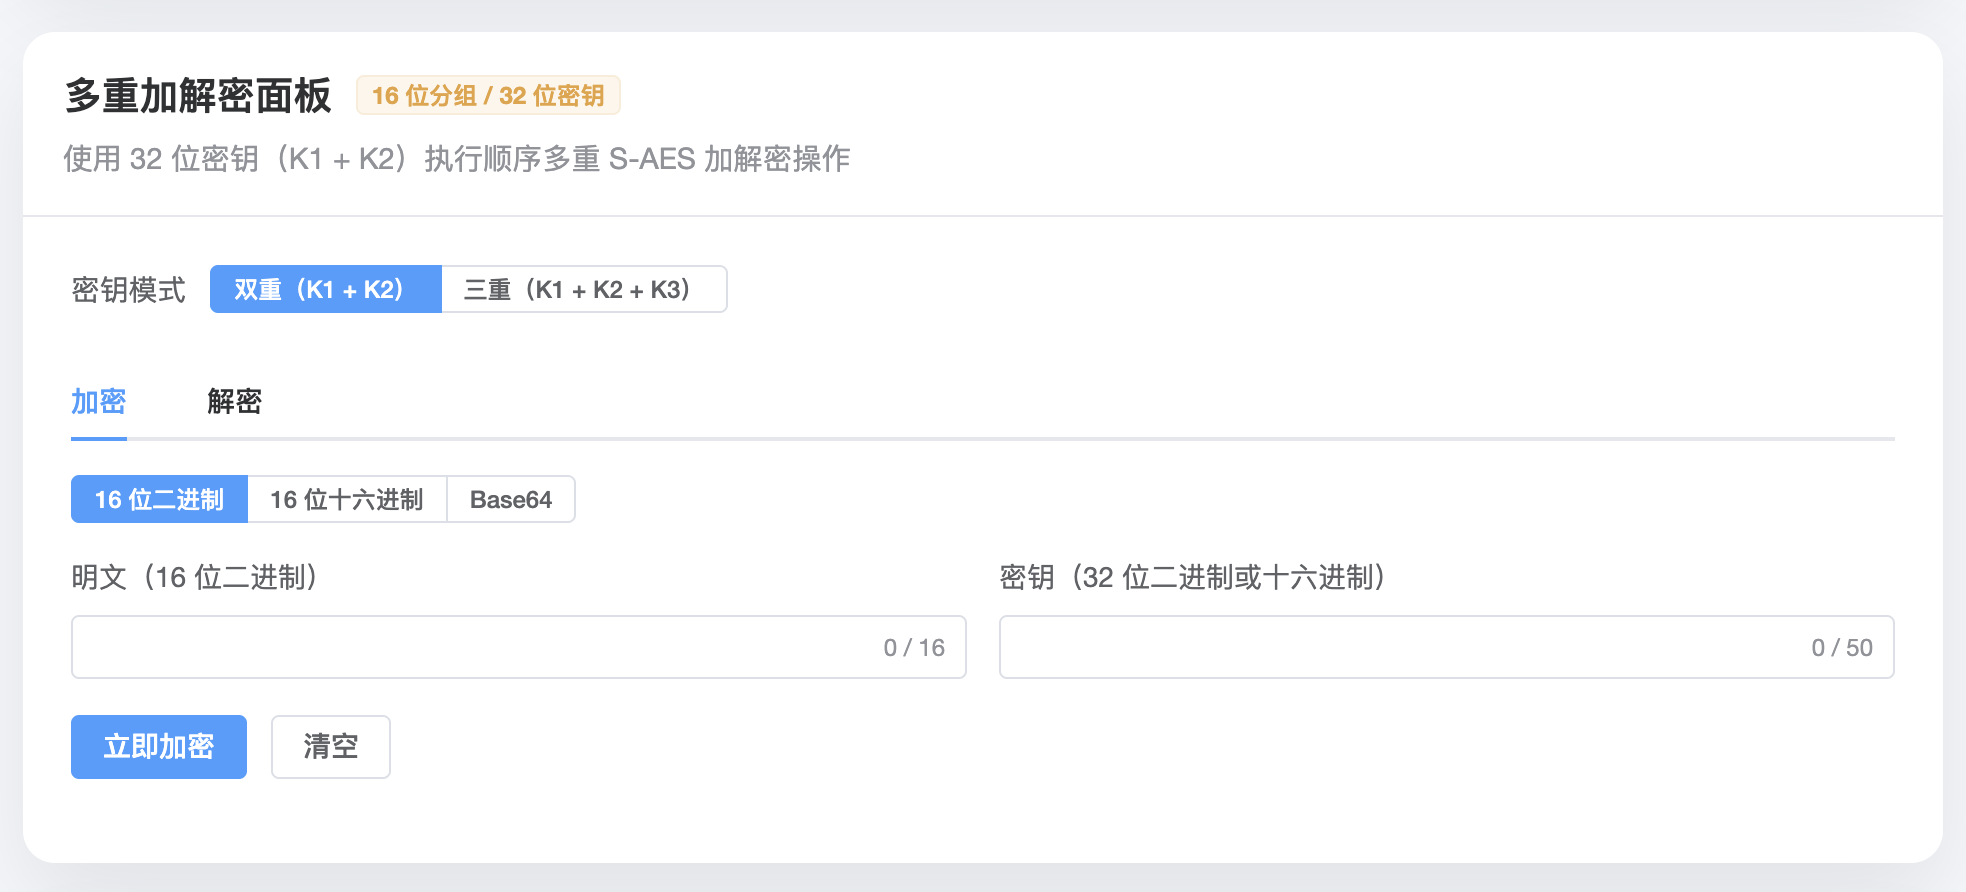 多重加解密面板 16 位分组 / 32 位密钥
使用 32 位密钥（K1 + K2）执行顺序多重 S-AES 加解密操作
密钥模式 双重（K1 + K2） 三重（K1 + K2 + K3）
加密 解密
16 位二进制 16 位十六进制 Base64
明文（16 位二进制） 密钥（32 位二进制或十六进制）
0 / 16 0 / 50
立即加密 清空